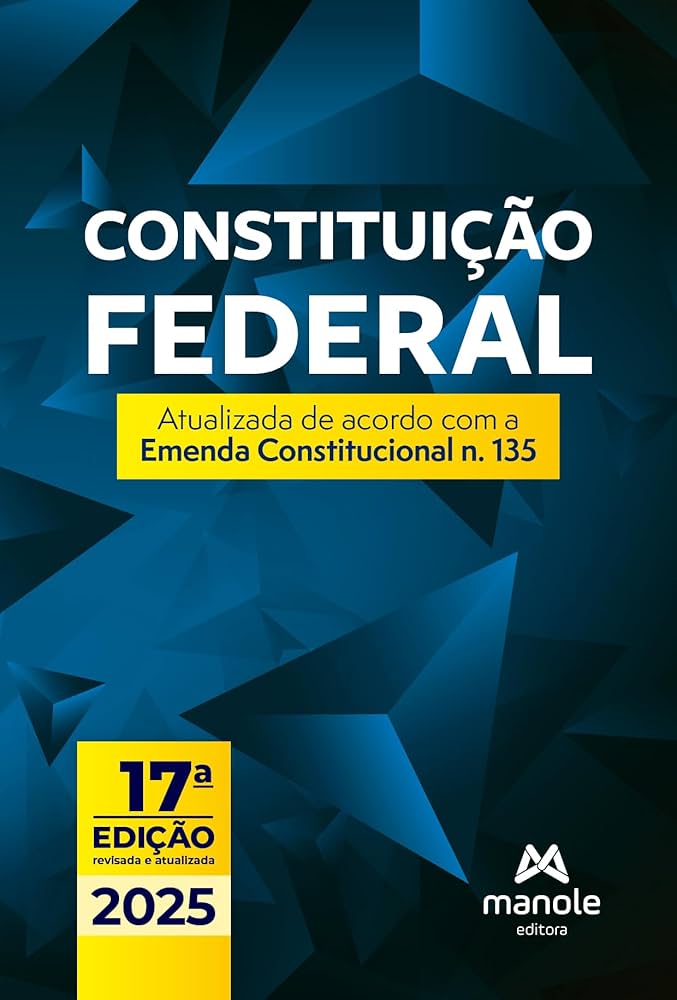 CONSTITUIÇÃO
FEDERAL
Atualizada de acordo com a
Emenda Constitucional n. 135
17ª
EDIÇÃO
revisada e atualizada
2025
manole
editora